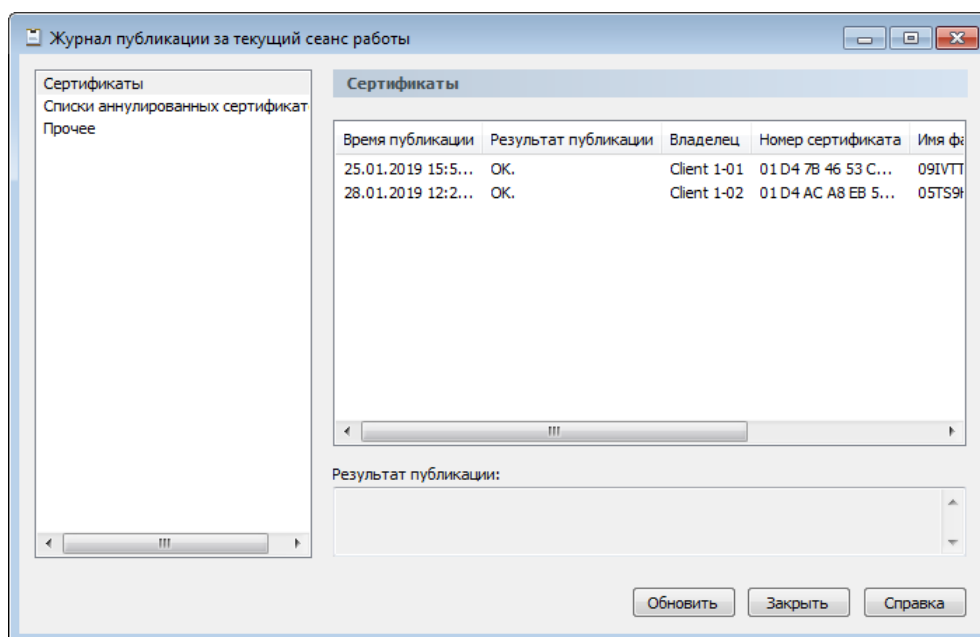 Журнал публикации за текущий сеанс работы
Сертификаты
Списки аннулированных сертификат
Прочее
Сертификаты
Время публикации Результат публикации Владелец Номер сертификата Имя фа
25.01.2019 15:5... OK. Client 1-01 01 D4 7B 46 53 C... 09IVTT
28.01.2019 12:2... OK. Client 1-02 01 D4 AC A8 EB 5... 05TS9H
Результат публикации:
Обновить Закрыть Справка